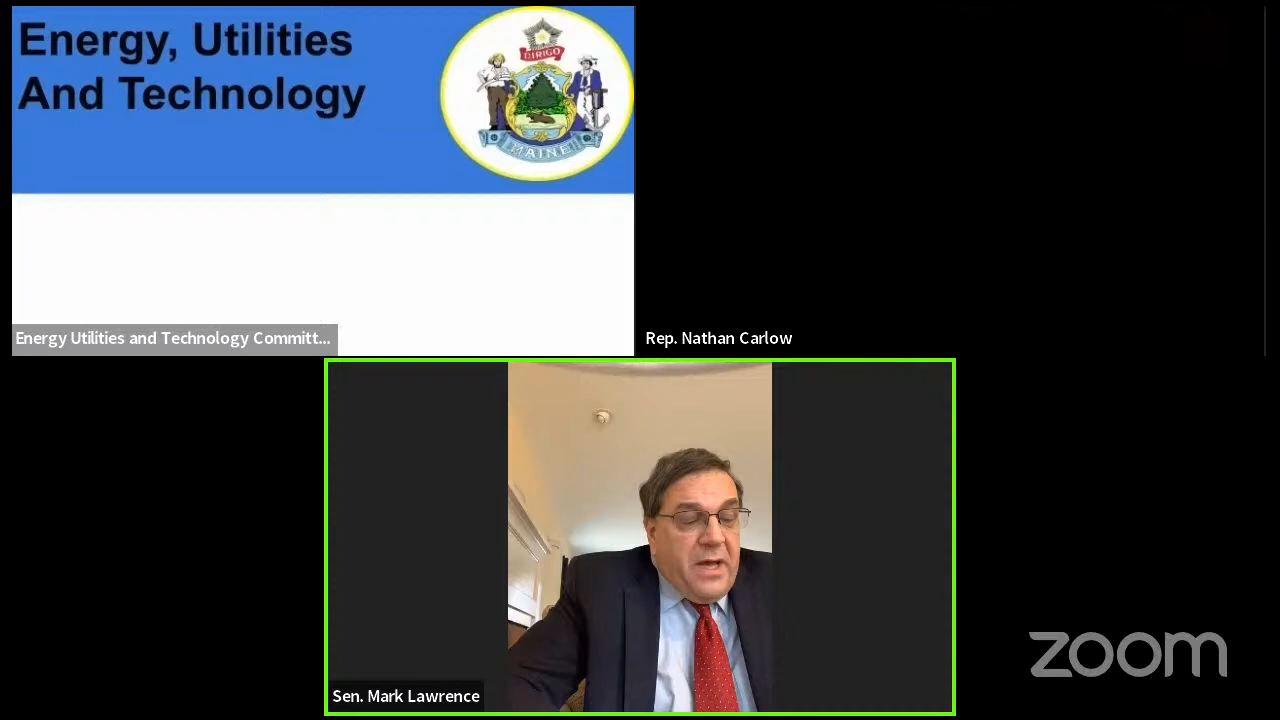 Energy, Utilities
And Technology
DIRIGO
MAINE
Energy Utilities and Technology Committ...
Rep. Nathan Carlow
Sen. Mark Lawrence
zoom